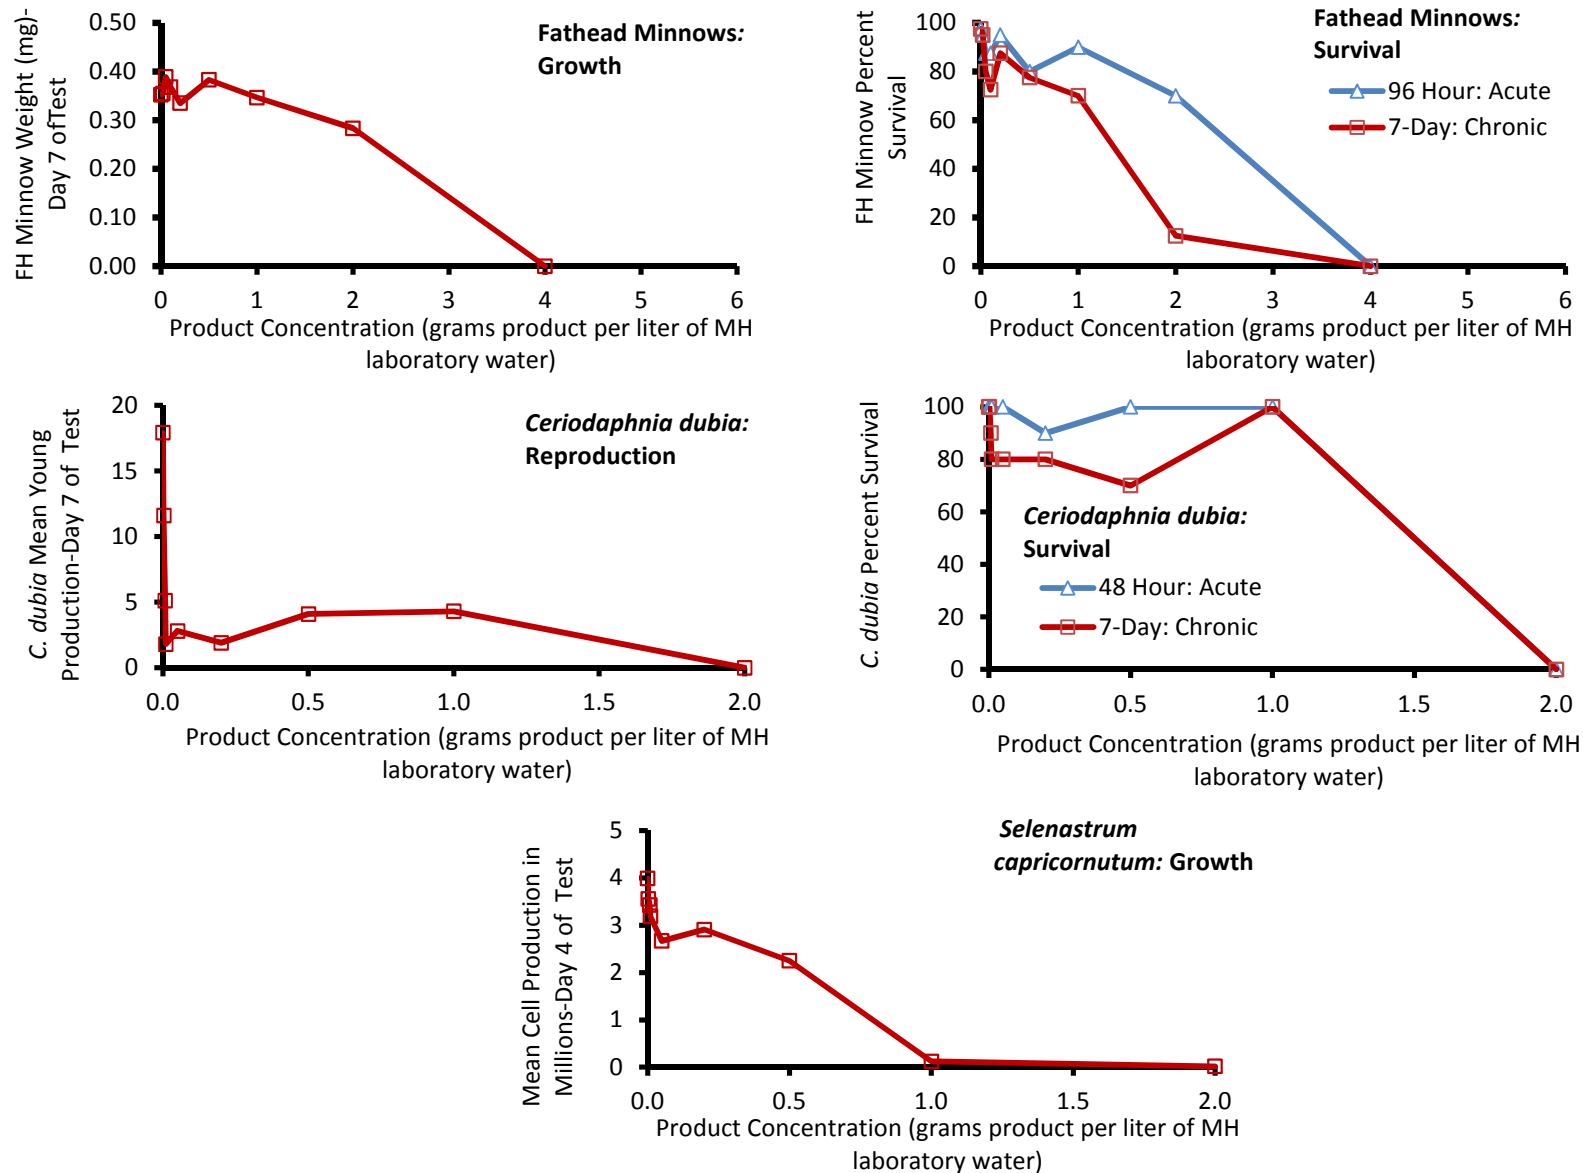 FH Minnow Weight (mg)-
Day 7 ofTest
0.50
0.40
0.30
0.20
0.10
0.00
Fathead Minnows:
Growth
0 1 2 3 4 5 6
Product Concentration (grams product per liter of MH
laboratory water)
FH Minnow Percent
Survival
100
80
60
40
20
0
Fathead Minnows:
Survival
96 Hour: Acute
7-Day: Chronic
0 1 2 3 4 5 6
Product Concentration (grams product per liter of MH
laboratory water)
C. dubia Mean Young
Production-Day 7 of Test
20
15
10
5
0
Ceriodaphnia dubia:
Reproduction
0.0 0.5 1.0 1.5 2.0
Product Concentration (grams product per liter of MH
laboratory water)
C. dubia Percent Survival
100
80
60
40
20
0
Ceriodaphnia dubia:
Survival
48 Hour: Acute
7-Day: Chronic
0.0 0.5 1.0 1.5 2.0
Product Concentration (grams product per liter of MH
laboratory water)
Mean Cell Production in
Millions-Day 4 of Test
5
4
3
2
1
0
Selenastrum
capricornutum: Growth
0.0 0.5 1.0 1.5 2.0
Product Concentration (grams product per liter of MH
laboratory water)